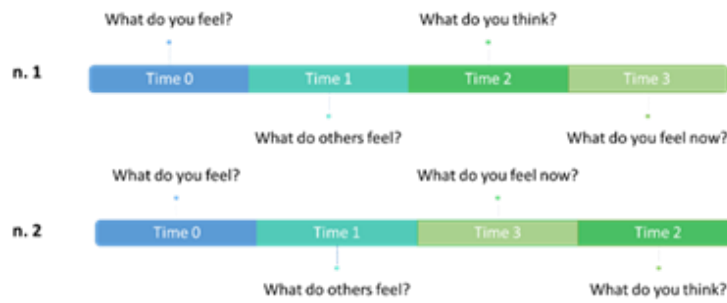 What do you feel?
What do you think?
n. 1
Time 0
Time 1
Time 2
Time 3
What do others feel?
What do you feel now?
What do you feel?
What do you feel now?
n. 2
Time 0
Time 1
Time 3
Time 2
What do others feel?
What do you think?